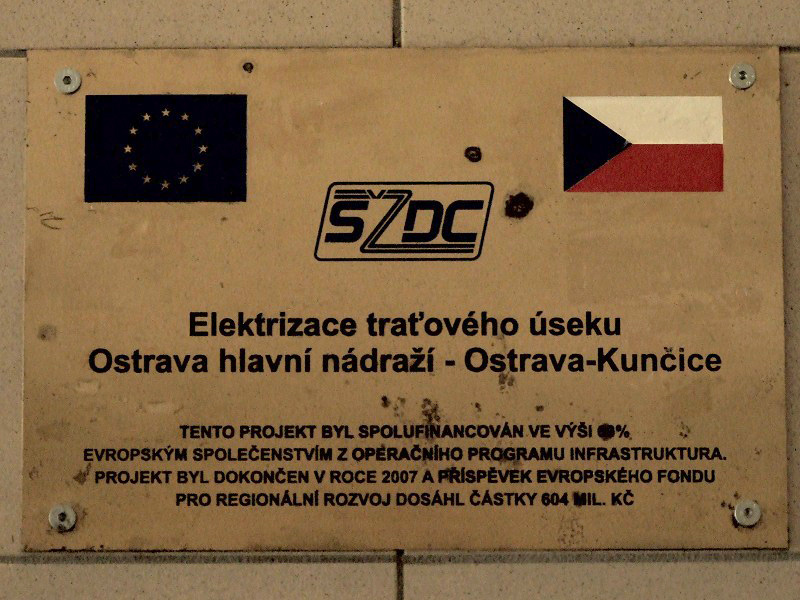 SŽDC
Elektrizace traťového úseku
Ostrava hlavní nádraží - Ostrava-Kunčice
TENTO PROJEKT BYL SPOLUFINANCOVÁN VE VÝŠI %
EVROPSKÝM SPOLEČENSTVÍM Z OPERAČNÍHO PROGRAMU INFRASTRUKTURA.
PROJEKT BYL DOKONČEN V ROCE 2007 A PŘÍSPĚVEK EVROPSKÉHO FONDU
PRO REGIONÁLNÍ ROZVOJ DOSÁHL ČÁSTKY 604 MIL. KČ